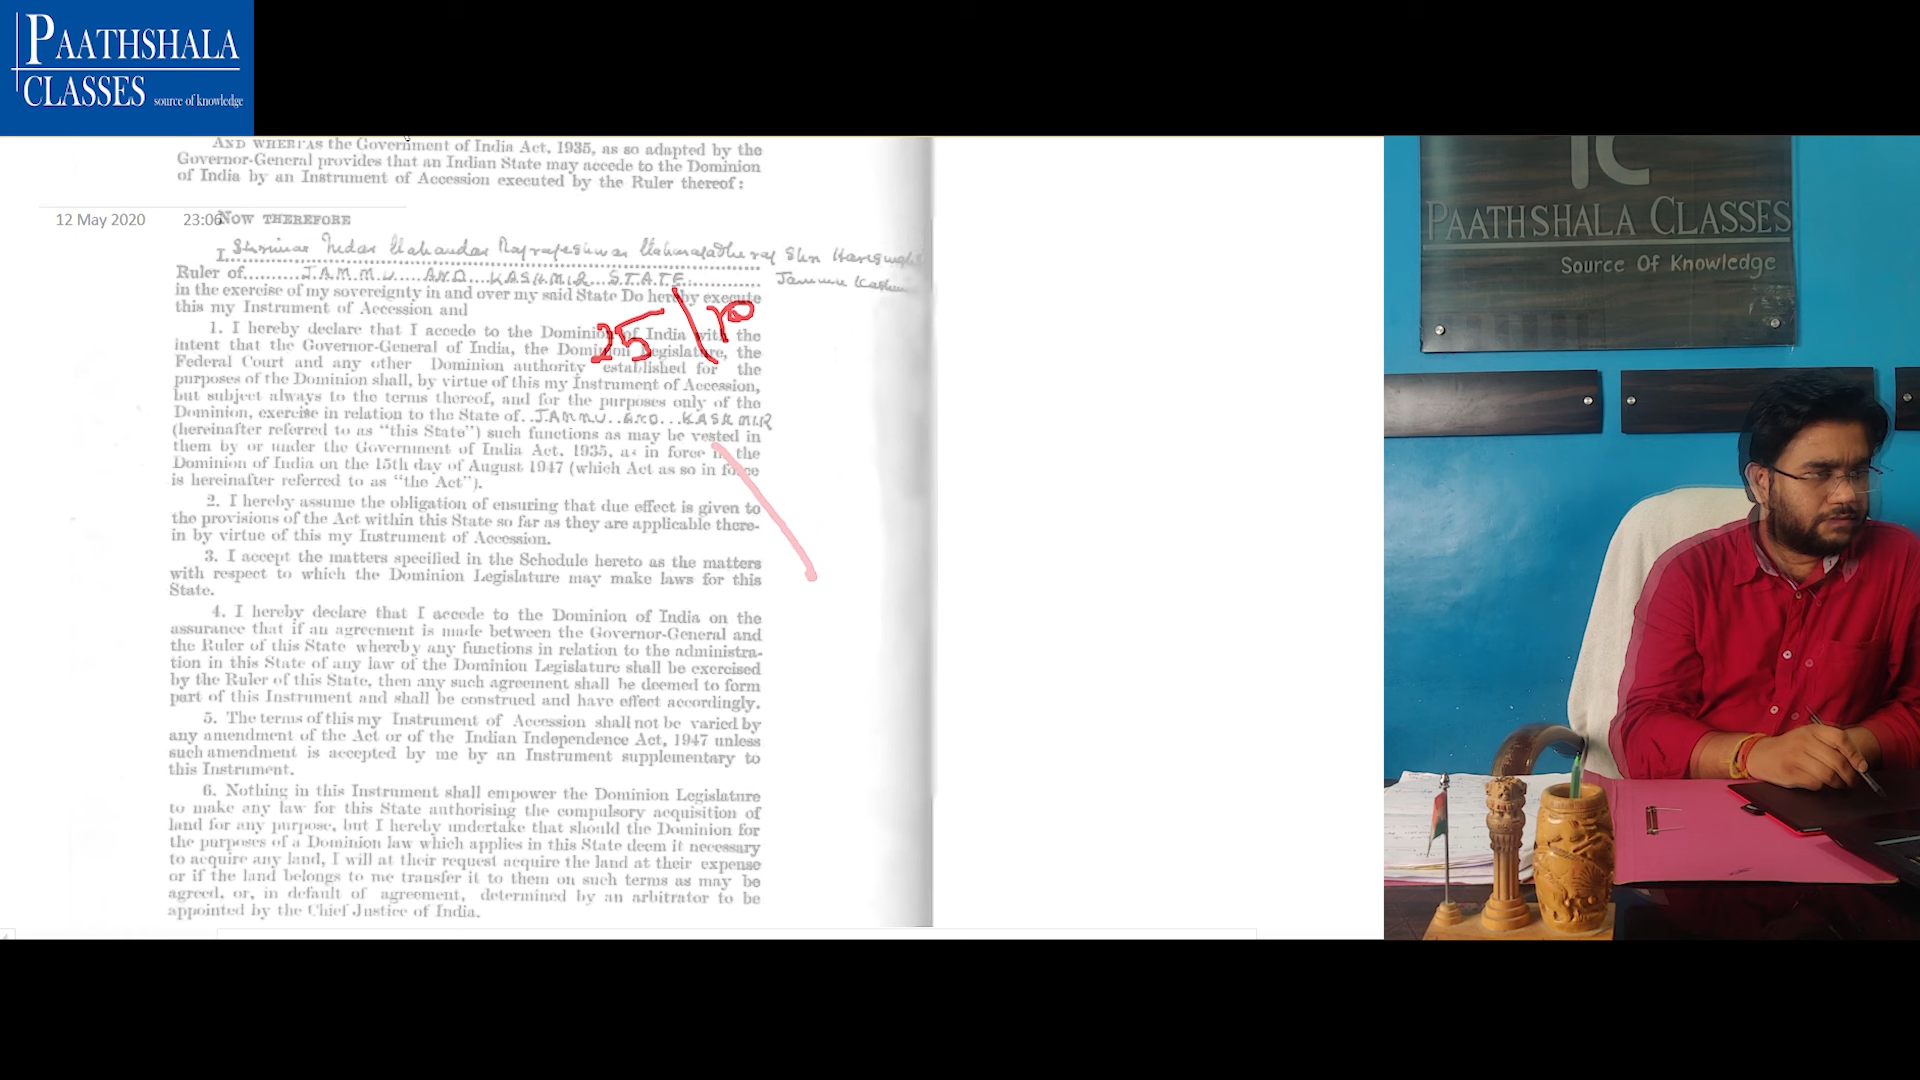 PAATHSHALA
CLASSES source of knowledge
AND WHEREAS the Government of India Act, 1935, as so adapted by the
Governor-General provides that an Indian State may accede to the Dominion
of India by an Instrument of Accession executed by the Ruler thereof:
12 May 2020 23:06
NOW THEREFORE
I Shriman Inder Mahandar Rajrajeshwar Maharajadhiraj Shri Harisinghji
Ruler of JAMMU AND KASHMIR STATE Jammu
in the exercise of my sovereignty in and over my said State Do hereby execute
this my Instrument of Accession and
25/10
1. I hereby declare that I accede to the Dominion of India with the
intent that the Governor-General of India, the Dominion Legislature, the
Federal Court and any other Dominion authority established for the
purposes of the Dominion shall, by virtue of this my Instrument of Accession,
but subject always to the terms thereof, and for the purposes only of the
Dominion, exercise in relation to the State of JAMMU AND KASHMIR
(hereinafter referred to as "this State") such functions as may be vested in
them by or under the Government of India Act, 1935, as in force in the
Dominion of India on the 15th day of August 1947 (which Act as so in force
is hereinafter referred to as "the Act").
2. I hereby assume the obligation of ensuring that due effect is given to
the provisions of the Act within this State so far as they are applicable there-
in by virtue of this my Instrument of Accession.
3. I accept the matters specified in the Schedule hereto as the matters
with respect to which the Dominion Legislature may make laws for this
State.
4. I hereby declare that I accede to the Dominion of India on the
assurance that if an agreement is made between the Governor-General and
the Ruler of this State whereby any functions in relation to the administra-
tion in this State of any law of the Dominion Legislature shall be exercised
by the Ruler of this State, then any such agreement shall be deemed to form
part of this Instrument and shall be construed and have effect accordingly.
5. The terms of this my Instrument of Accession shall not be varied by
any amendment of the Act or of the Indian Independence Act, 1947 unless
such amendment is accepted by me by an Instrument supplementary to
this Instrument.
6. Nothing in this Instrument shall empower the Dominion Legislature
to make any law for this State authorising the compulsory acquisition of
land for any purpose, but I hereby undertake that should the Dominion for
the purposes of a Dominion law which applies in this State deem it necessary
to acquire any land, I will at their request acquire the land at their expense
or if the land belongs to me transfer it to them on such terms as may be
agreed, or, in default of agreement, determined by an arbitrator to be
appointed by the Chief Justice of India.
PAATHSHALA CLASSES
Source Of Knowledge